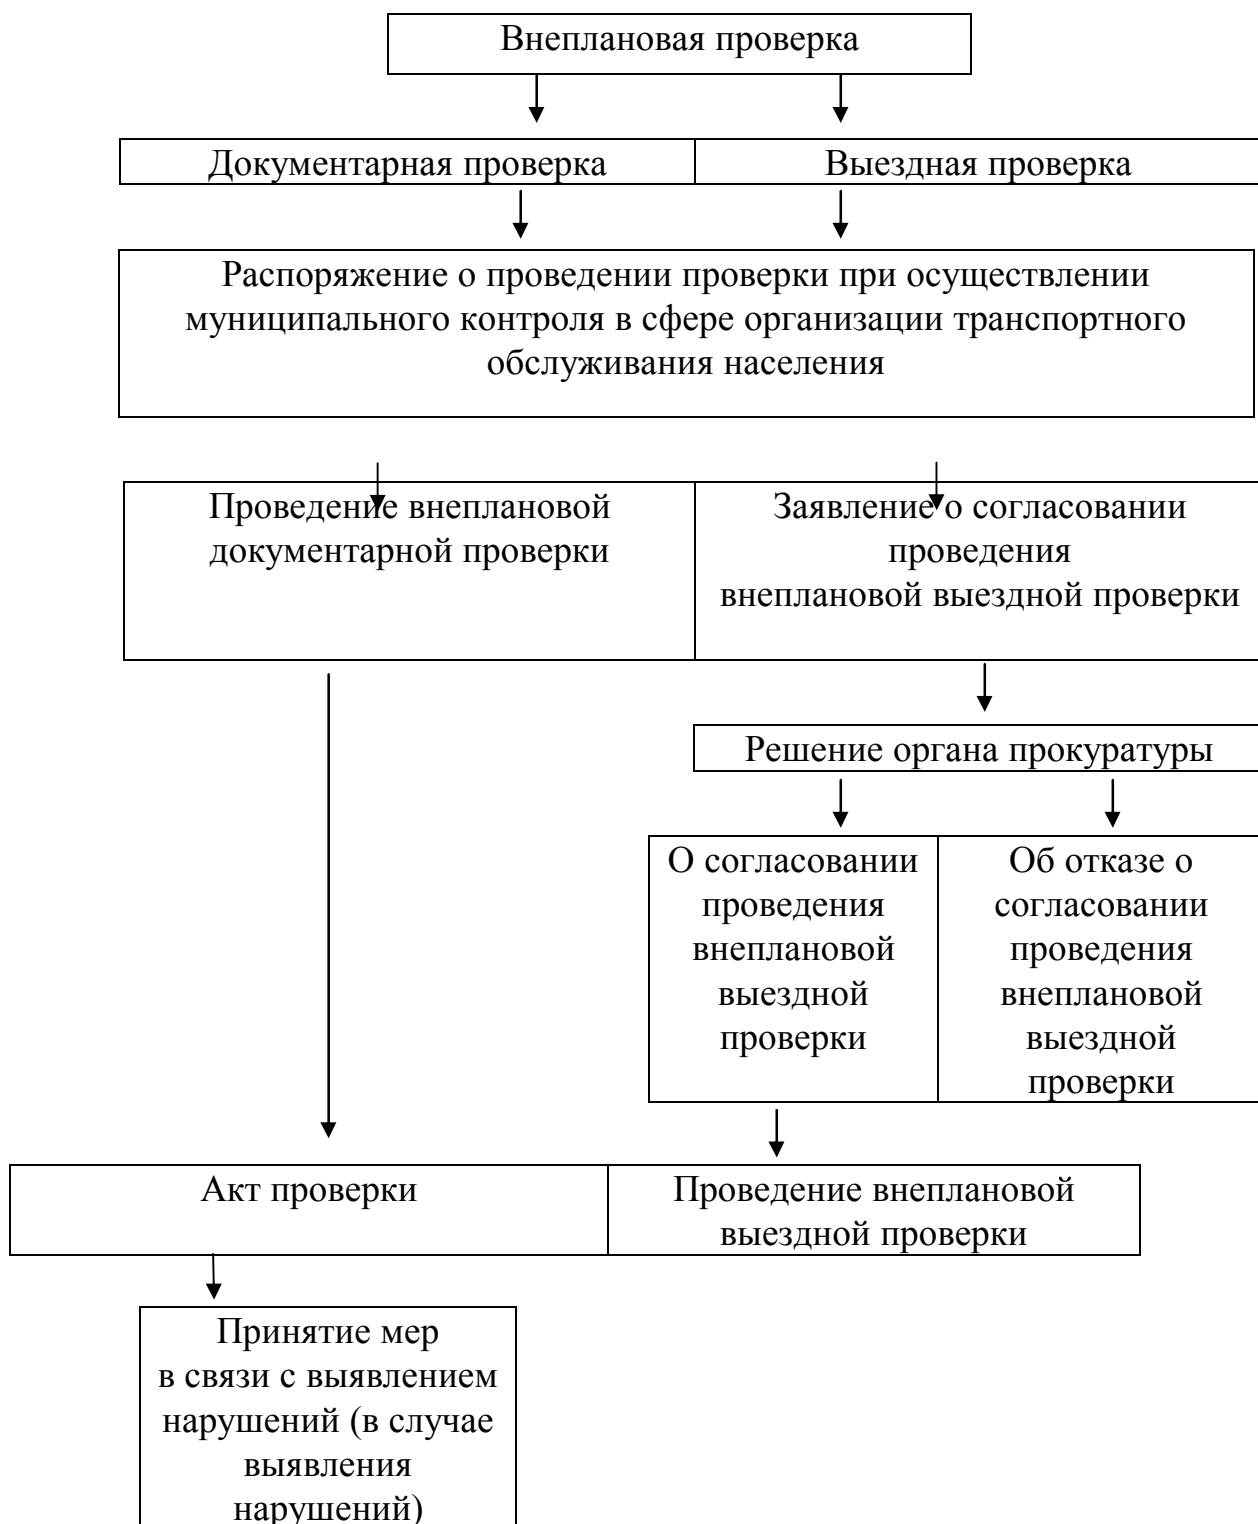 Внеплановая проверка
Документарная проверка
Выездная проверка
Распоряжение о проведении проверки при осуществлении
муниципального контроля в сфере организации транспортного
обслуживания населения
Проведение внеплановой
документарной проверки
Заявление о согласовании
проведения
внеплановой выездной проверки
Решение органа прокуратуры
О согласовании
проведения
внеплановой
выездной
проверки
Об отказе о
согласовании
проведения
внеплановой
выездной
проверки
Акт проверки
Проведение внеплановой
выездной проверки
Принятие мер
в связи с выявлением
нарушений (в случае
выявления
нарушений)